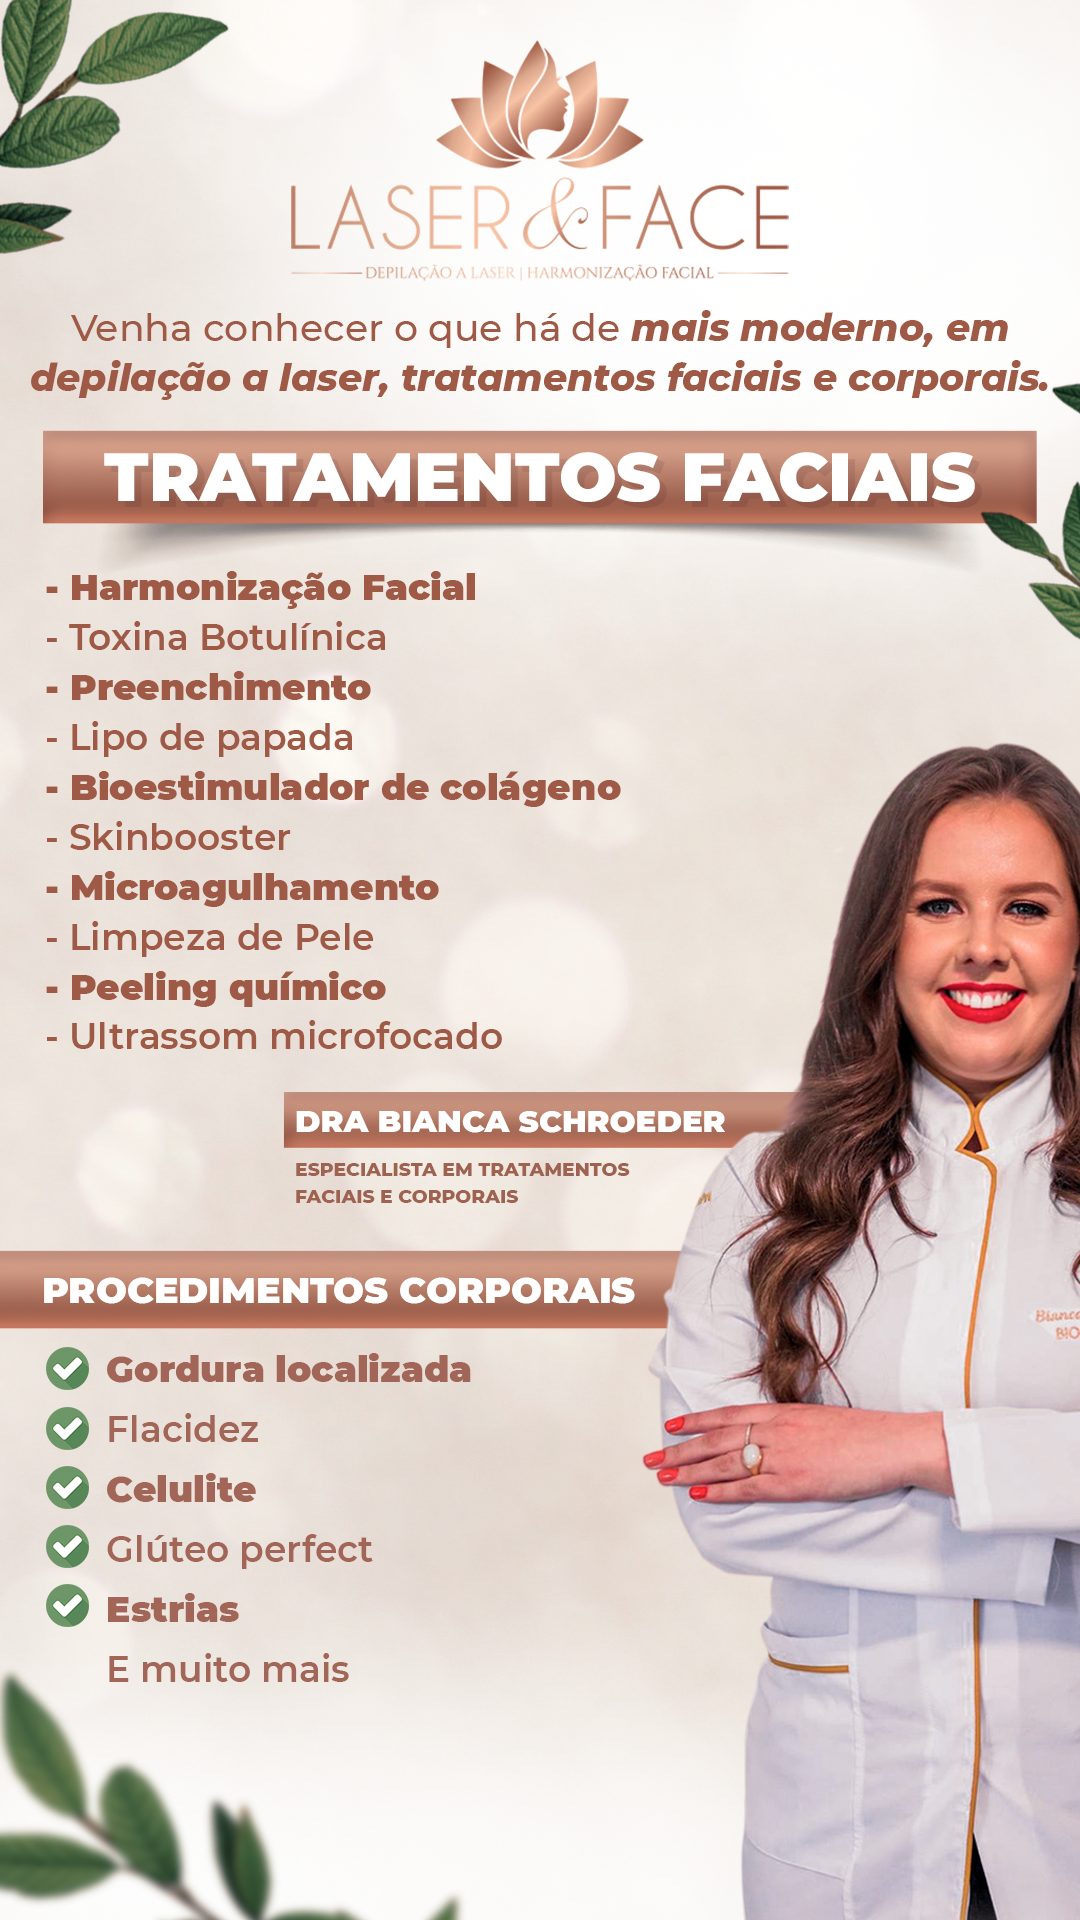 LASER & FACE
DEPILAÇÃO A LASER | HARMONIZAÇÃO FACIAL
Venha conhecer o que há de mais moderno, em
depilação a laser, tratamentos faciais e corporais.
TRATAMENTOS FACIAIS
- Harmonização Facial
- Toxina Botulínica
- Preenchimento
- Lipo de papada
- Bioestimulador de colágeno
- Skinbooster
- Microagulhamento
- Limpeza de Pele
- Peeling químico
- Ultrassom microfocado
DRA BIANCA SCHROEDER
ESPECIALISTA EM TRATAMENTOS
FACIAIS E CORPORAIS
PROCEDIMENTOS CORPORAIS
Gordura localizada
Flacidez
Celulite
Glúteo perfect
Estrias
E muito mais
Bianca
BIO